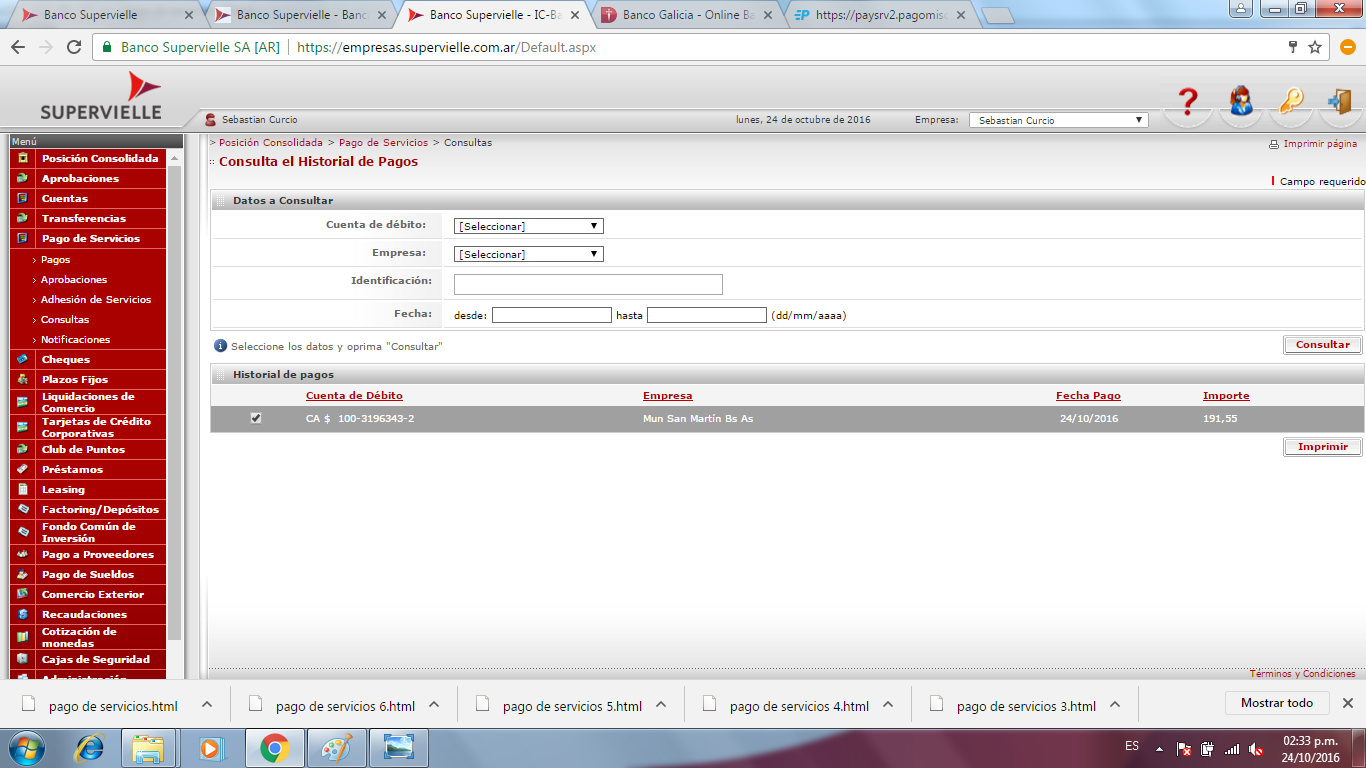 Banco Supervielle
Banco Supervielle - Banc
Banco Supervielle - IC-Ba
Banco Galicia - Online Ba
https://paysrv2.pagomisc
Banco Supervielle SA [AR]
https://empresas.supervielle.com.ar/Default.aspx
SUPERVIELLE
Sebastian Curcio
lunes, 24 de octubre de 2016
Empresa:
Sebastian Curcio
Menú
Posición Consolidada
Aprobaciones
Cuentas
Transferencias
Pago de Servicios
Pagos
Aprobaciones
Adhesión de Servicios
Consultas
Notificaciones
Cheques
Plazos Fijos
Liquidaciones de
Comercio
Tarjetas de Crédito
Corporativas
Club de Puntos
Préstamos
Leasing
Factoring/Depósitos
Fondo Común de
Inversión
Pago a Proveedores
Pago de Sueldos
Comercio Exterior
Recaudaciones
Cotización de
monedas
Cajas de Seguridad
Administración
> Posición Consolidada > Pago de Servicios > Consultas
Imprimir página
Consulta el Historial de Pagos
Campo requerido
Datos a Consultar
Cuenta de débito: [Seleccionar]
Empresa: [Seleccionar]
Identificación:
Fecha: desde: hasta (dd/mm/aaaa)
Seleccione los datos y oprima "Consultar"
Consultar
Historial de pagos
Cuenta de Débito Empresa Fecha Pago Importe
CA $ 100-3196343-2 Mun San Martín Bs As 24/10/2016 191,55
Imprimir
Términos y Condiciones
pago de servicios.html
pago de servicios 6.html
pago de servicios 5.html
pago de servicios 4.html
pago de servicios 3.html
Mostrar todo
ES
02:33 p.m.
24/10/2016